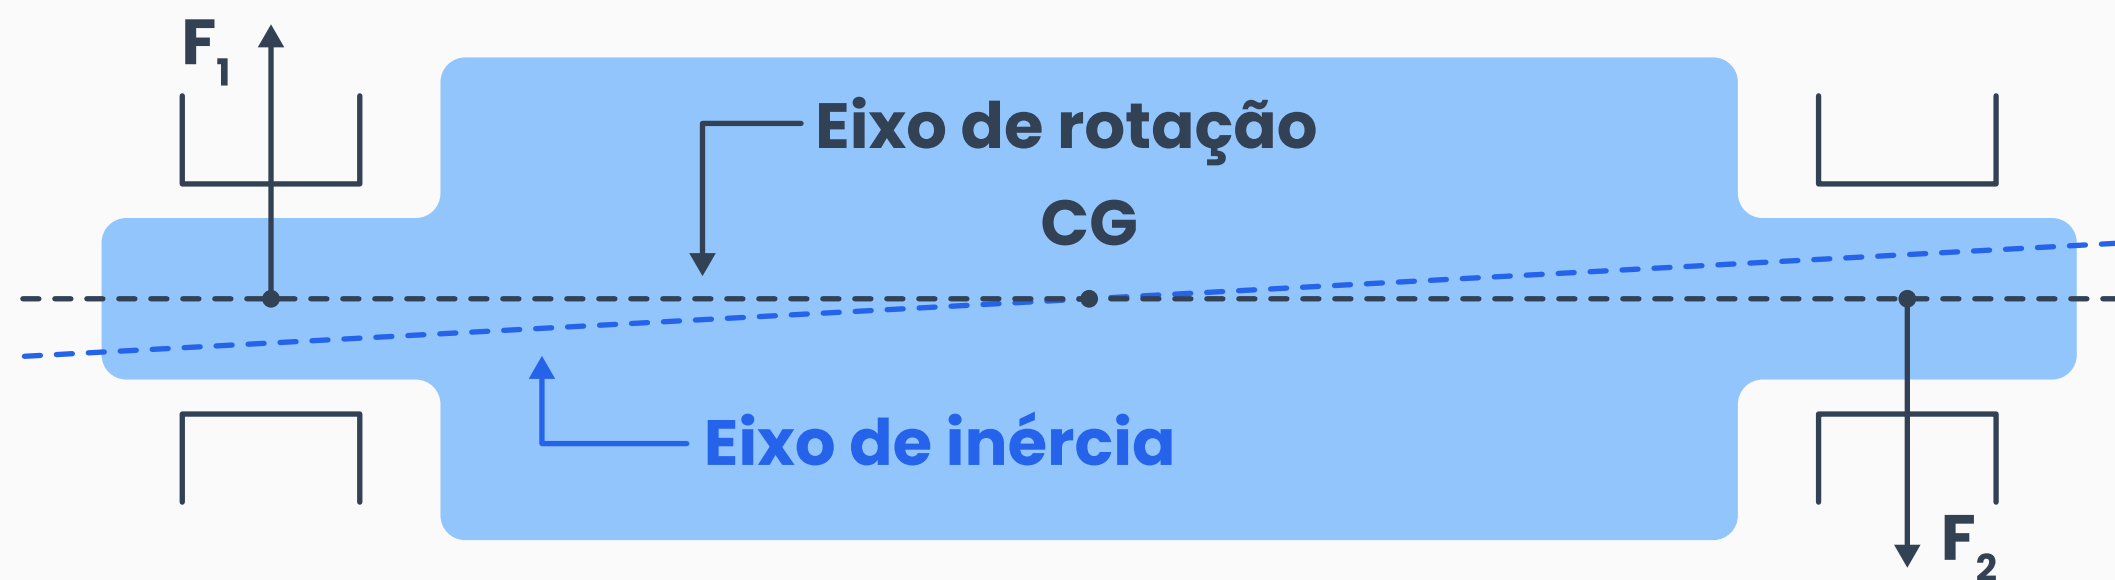 F₁
Eixo de rotação
CG
Eixo de inércia
F₂